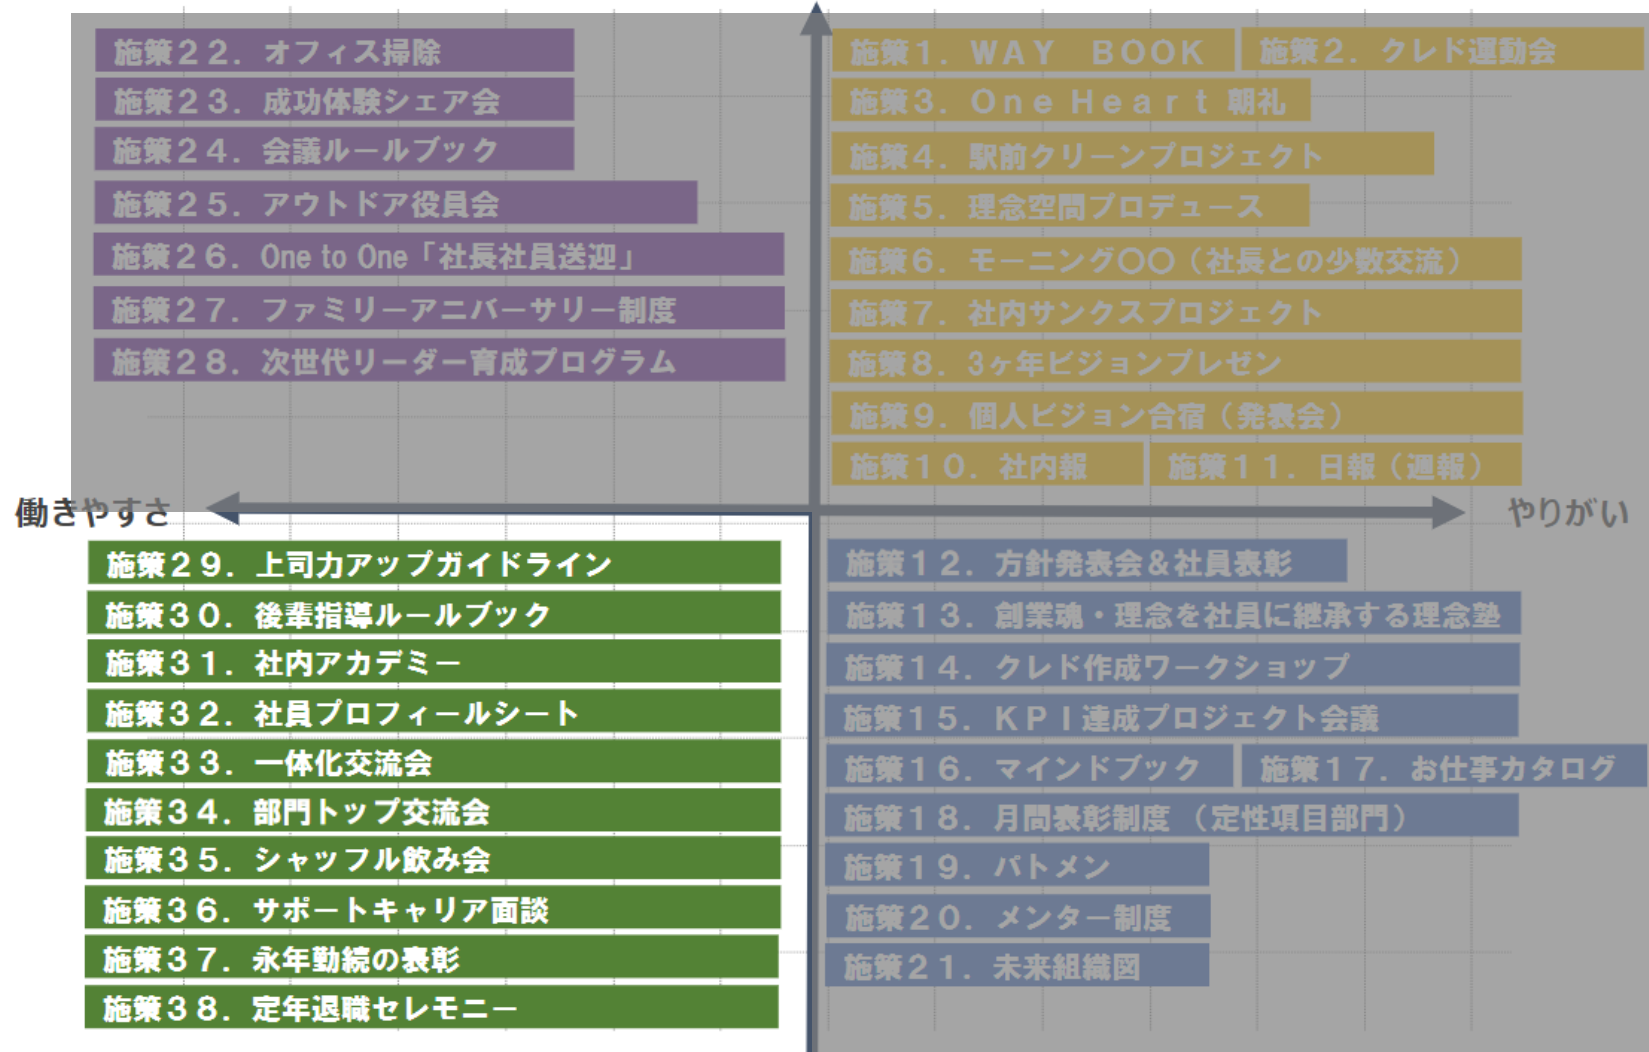 施策22．オフィス掃除
施策23．成功体験シェア会
施策24．会議ルールブック
施策25．アウトドア役員会
施策26．One to One「社長社員送迎」
施策27．ファミリーアニバーサリー制度
施策28．次世代リーダー育成プログラム
施策1．WAY　BOOK
施策2．クレド運動会
施策3．One Heart 朝礼
施策4．駅前クリーンプロジェクト
施策5．理念空間プロデュース
施策6．モーニング〇〇（社長との少数交流）
施策7．社内サンクスプロジェクト
施策8．3ヶ年ビジョンプレゼン
施策9．個人ビジョン合宿（発表会）
施策10．社内報
施策11．日報（週報）
働きやすさ
やりがい
施策29．上司力アップガイドライン
施策30．後輩指導ルールブック
施策31．社内アカデミー
施策32．社員プロフィールシート
施策33．一体化交流会
施策34．部門トップ交流会
施策35．シャッフル飲み会
施策36．サポートキャリア面談
施策37．永年勤続の表彰
施策38．定年退職セレモニー
施策12．方針発表会＆社員表彰
施策13．創業魂・理念を社員に継承する理念塾
施策14．クレド作成ワークショップ
施策15．KPI達成プロジェクト会議
施策16．マインドブック
施策17．お仕事カタログ
施策18．月間表彰制度（定性項目部門）
施策19．パトメン
施策20．メンター制度
施策21．未来組織図